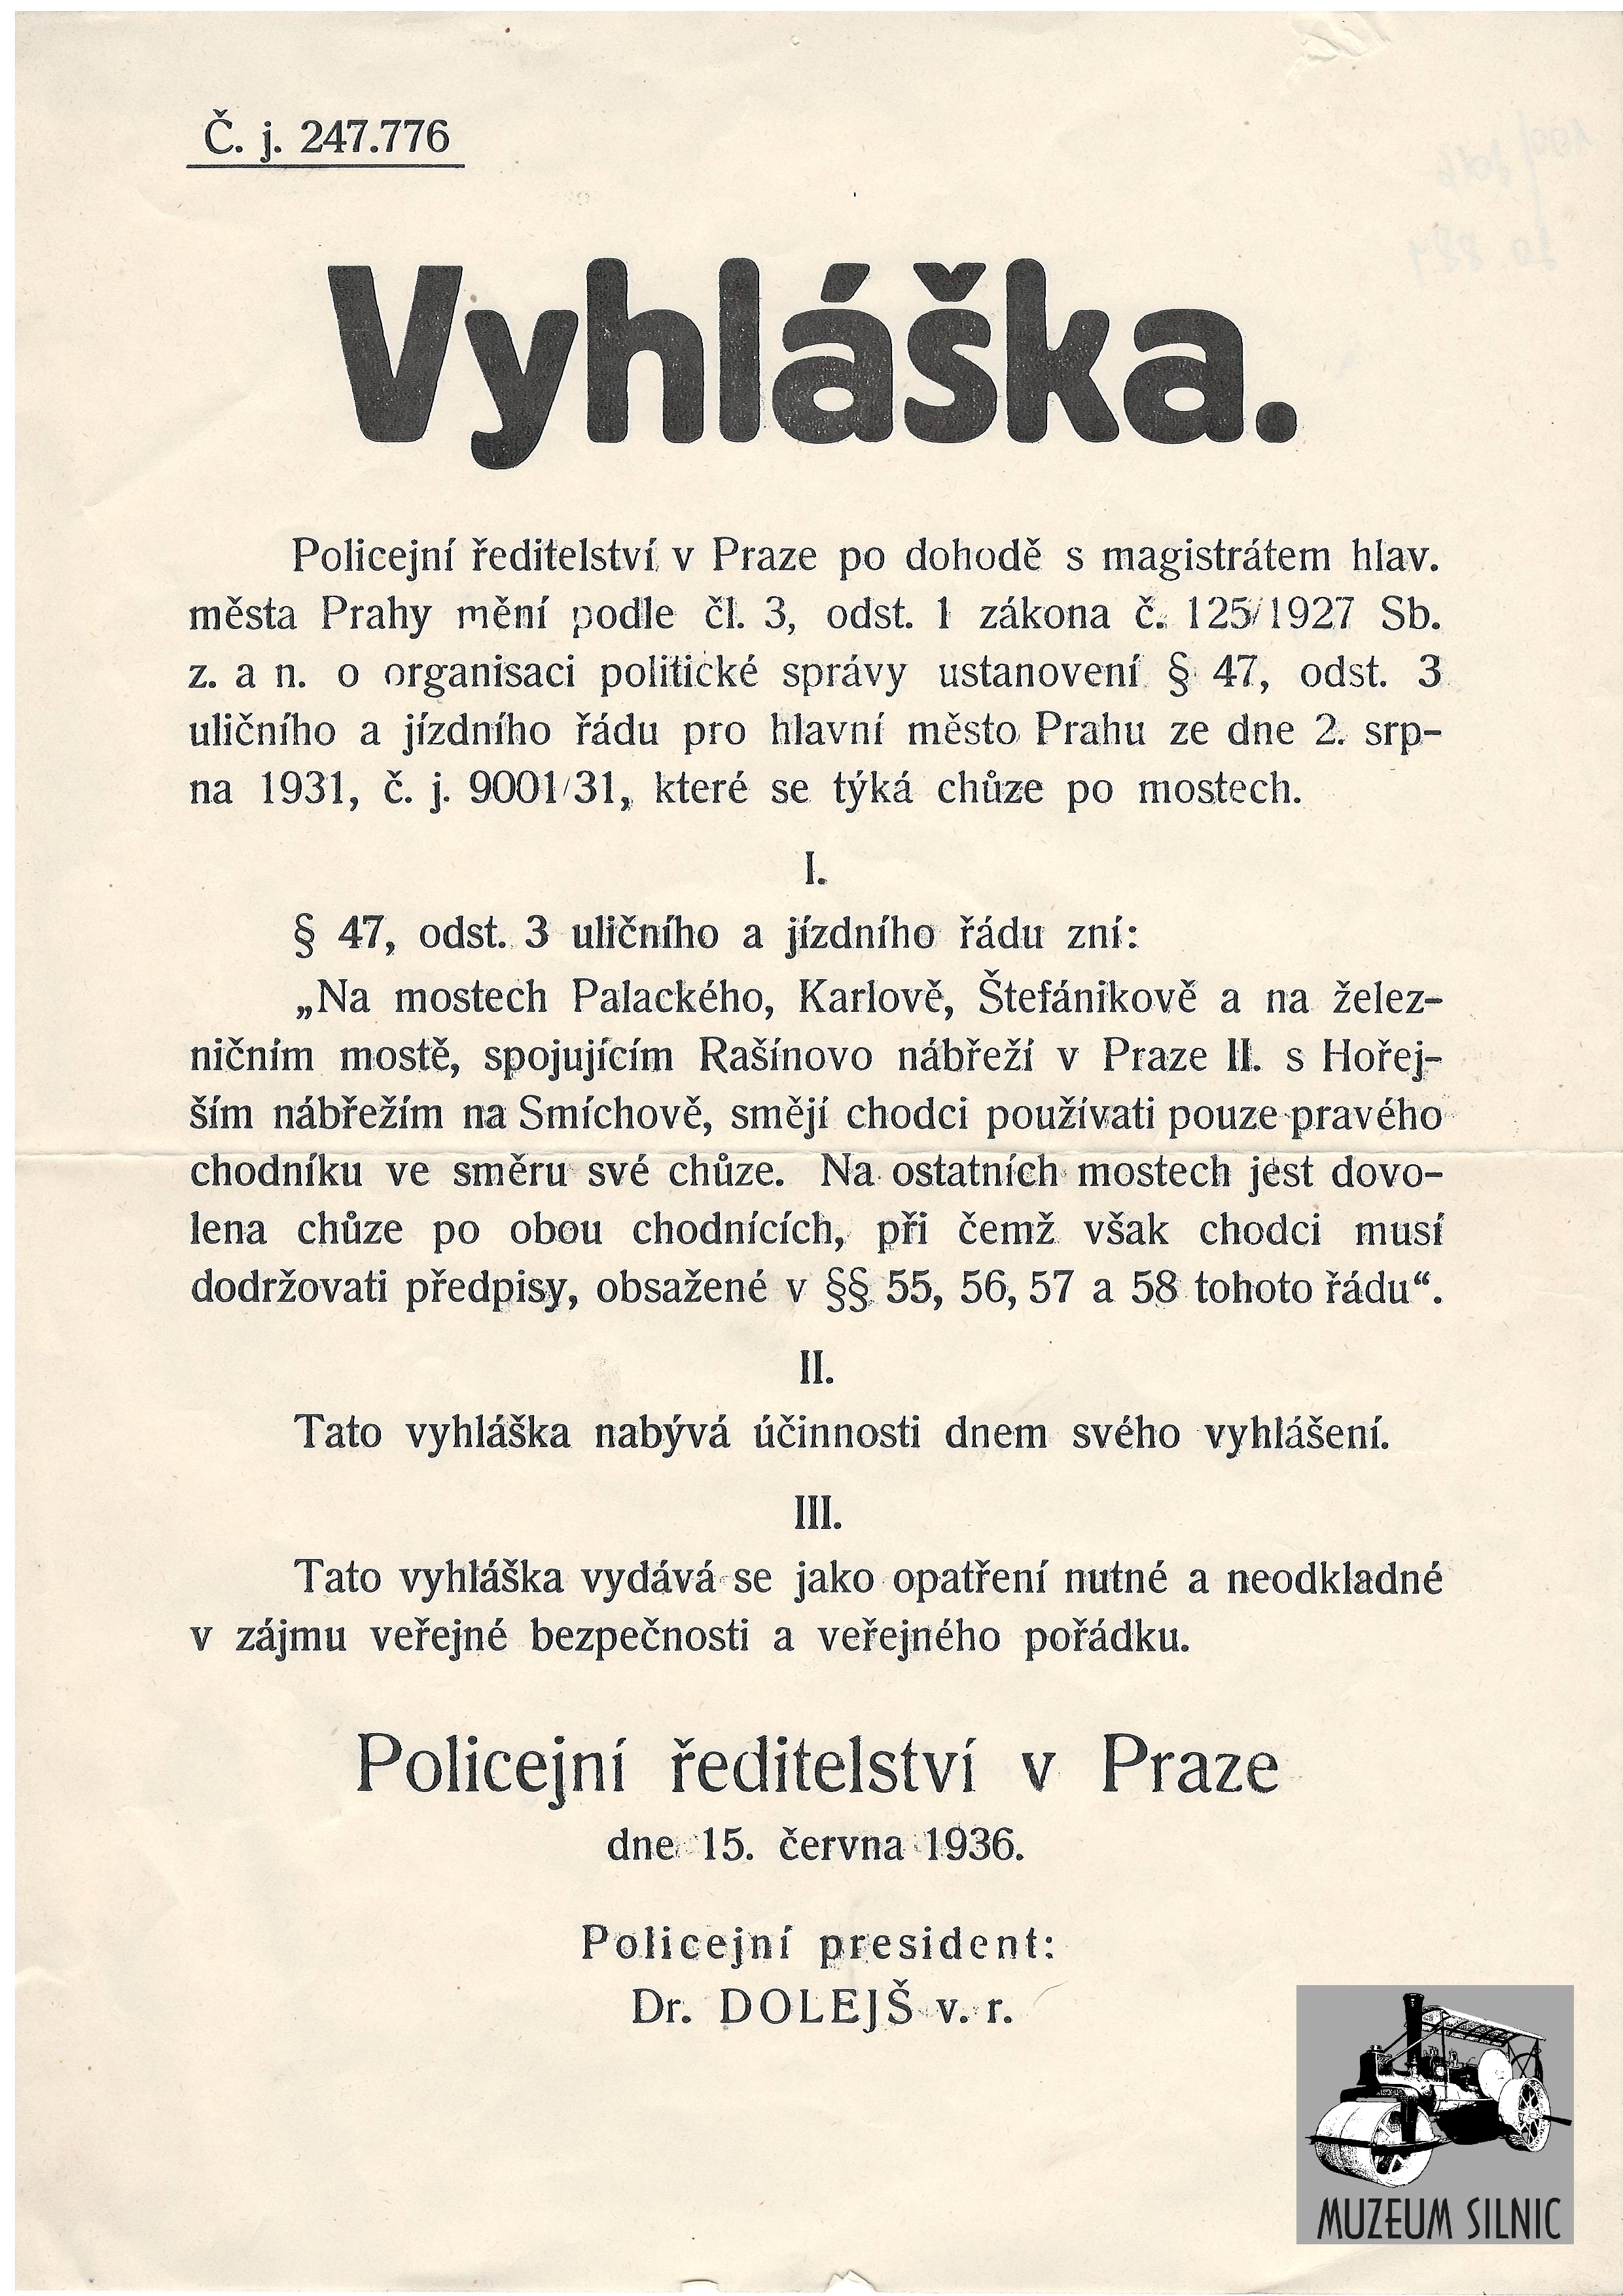 Č. j. 247.776
Vyhláška.
Policejní ředitelství v Praze po dohodě s magistrátem hlav.
města Prahy mění podle čl. 3, odst. 1 zákona č. 125/1927 Sb.
z. a n. o organisaci politické správy ustanovení § 47, odst. 3
uličního a jízdního řádu pro hlavní město Prahu ze dne 2. srp-
na 1931, č. j. 9001/31, které se týká chůze po mostech.
I.
§ 47, odst. 3 uličního a jízdního řádu zní:
„Na mostech Palackého, Karlově, Štefánikově a na želez-
ničním mostě, spojujícím Rašínovo nábřeží v Praze II. s Hořej-
ším nábřežím na Smíchově, smějí chodci používati pouze pravého
chodníku ve směru své chůze. Na ostatních mostech jest dovo-
lena chůze po obou chodnících, při čemž však chodci musí
dodržovati předpisy, obsažené v §§ 55, 56, 57 a 58 tohoto řádu“.
II.
Tato vyhláška nabývá účinnosti dnem svého vyhlášení.
III.
Tato vyhláška vydává se jako opatření nutné a neodkladné
v zájmu veřejné bezpečnosti a veřejného pořádku.
Policejní ředitelství v Praze
dne 15. června 1936.
Policejní president:
Dr. DOLEJŠ v. r.
MUZEUM SILNIC